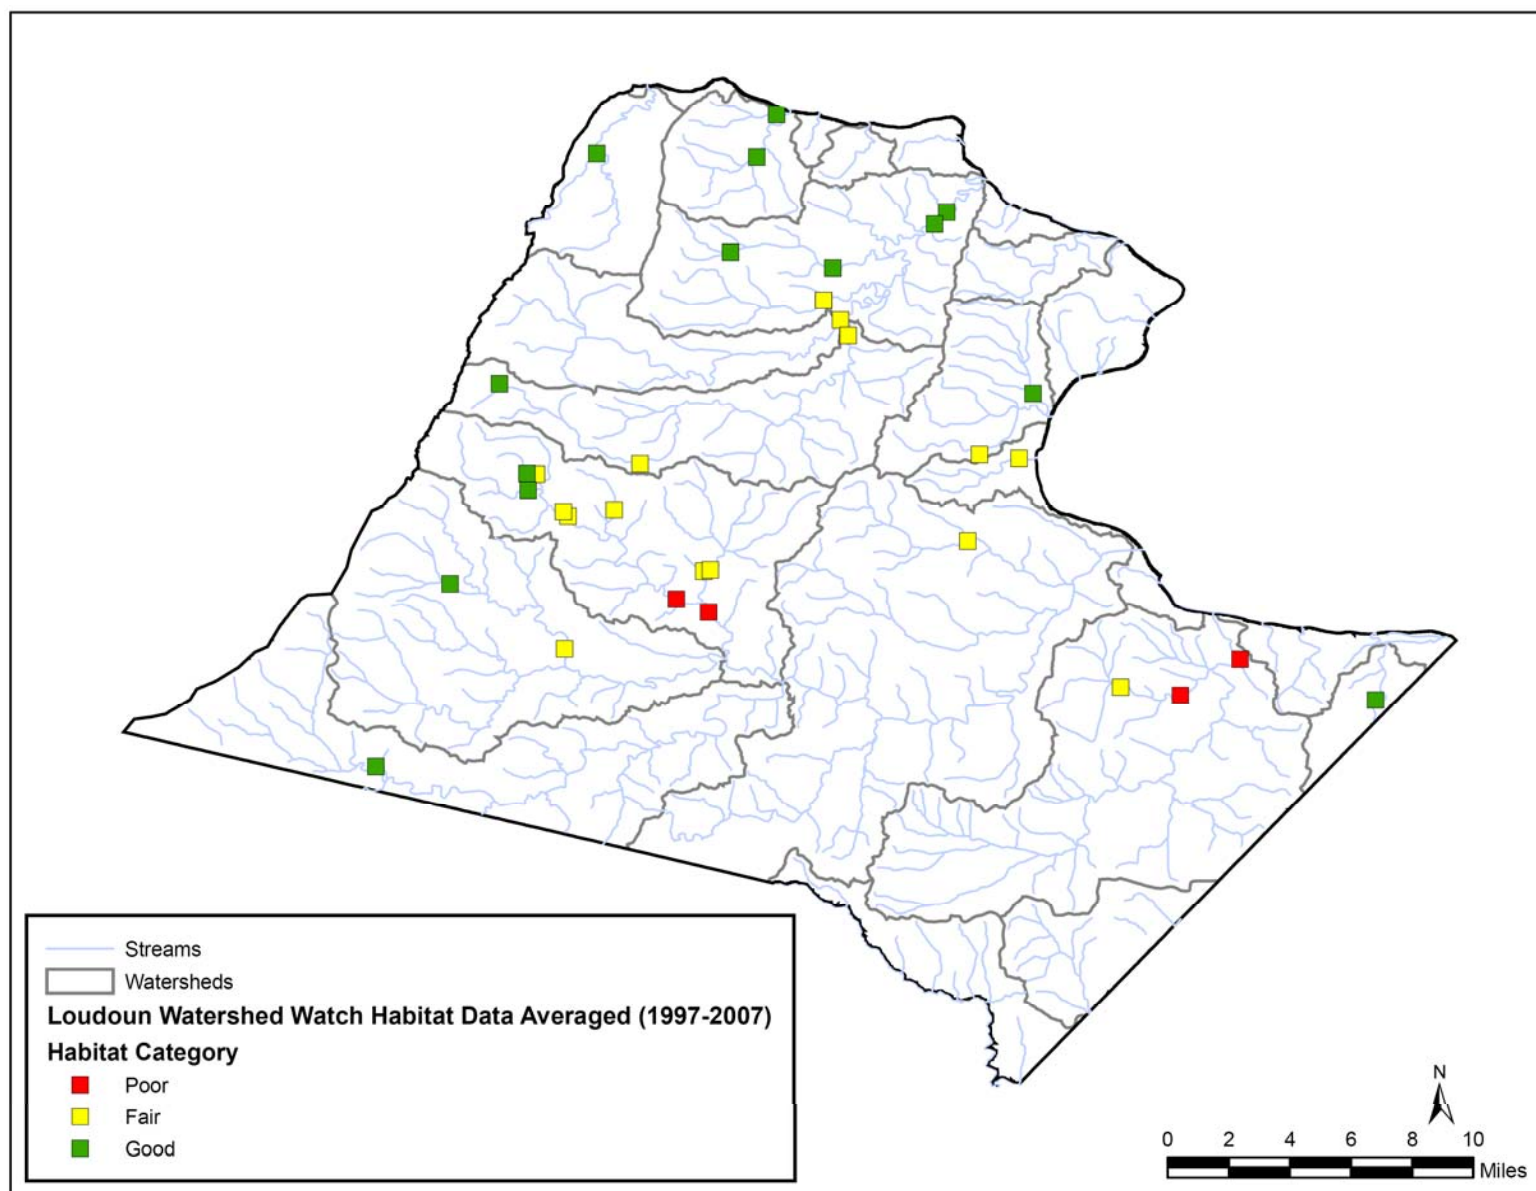 Streams
Watersheds
Loudoun Watershed Watch Habitat Data Averaged (1997-2007)
Habitat Category
Poor
Fair
Good
N
0 2 4 6 8 10
Miles